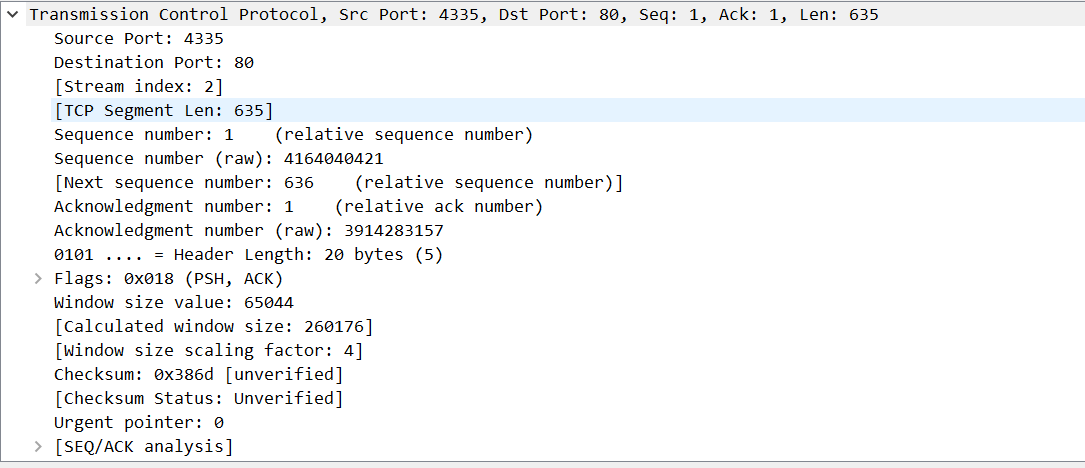 Transmission Control Protocol, Src Port: 4335, Dst Port: 80, Seq: 1, Ack: 1, Len: 635
Source Port: 4335
Destination Port: 80
[Stream index: 2]
[TCP Segment Len: 635]
Sequence number: 1    (relative sequence number)
Sequence number (raw): 4164040421
[Next sequence number: 636    (relative sequence number)]
Acknowledgment number: 1    (relative ack number)
Acknowledgment number (raw): 3914283157
0101 .... = Header Length: 20 bytes (5)
Flags: 0x018 (PSH, ACK)
Window size value: 65044
[Calculated window size: 260176]
[Window size scaling factor: 4]
Checksum: 0x386d [unverified]
[Checksum Status: Unverified]
Urgent pointer: 0
[SEQ/ACK analysis]